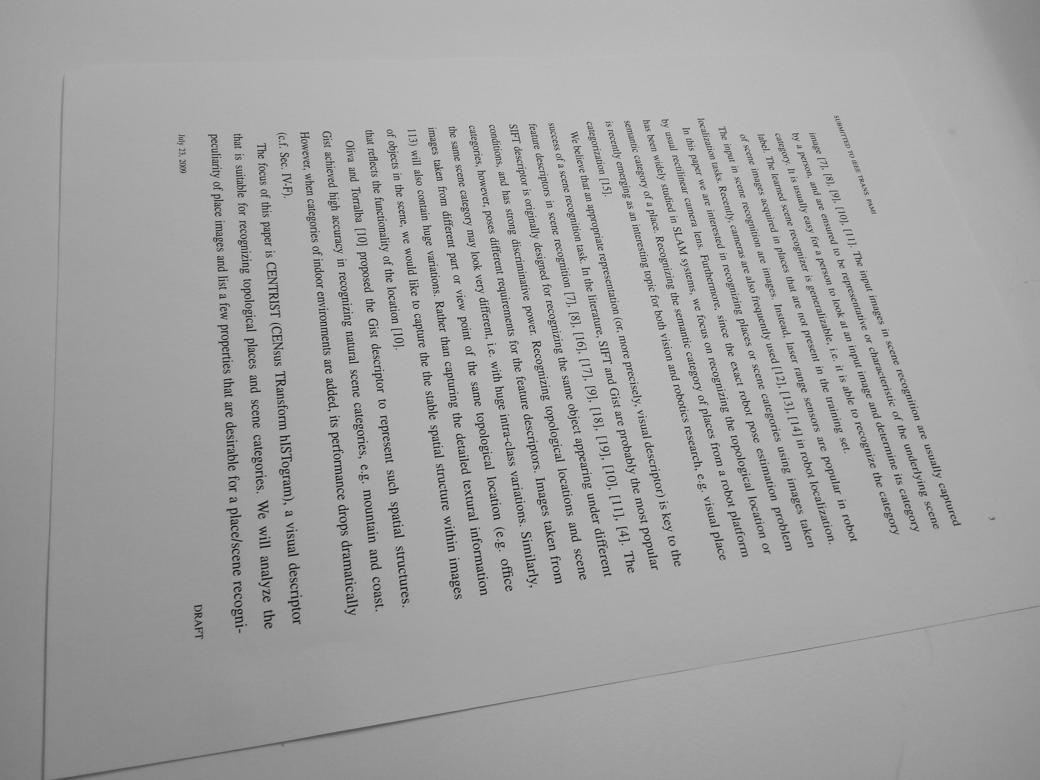 SUBMITTED TO IEEE TRANS. PAMI
3
image [7], [8], [9], [10], [11]. The input images in scene recognition are usually captured
by a person, and are ensured to be representative or characteristic of the underlying scene
category. It is usually easy for a person to look at an input image and determine its category
label. The learned scene recognizer is generalizable, i.e. it is able to recognize the category
of scene images acquired in places that are not present in the training set.
The input in scene recognition are images. Instead, laser range sensors are popular in robot
localization tasks. Recently, cameras are also frequently used [12], [13], [14] in robot localization.
In this paper we are interested in recognizing places or scene categories using images taken
by usual rectilinear camera lens. Furthermore, since the exact robot pose estimation problem
has been widely studied in SLAM systems, we focus on recognizing the topological location or
semantic category of a place. Recognizing the semantic category of places from a robot platform
is recently emerging as an interesting topic for both vision and robotics research, e.g. visual place
categorization [15].
We believe that an appropriate representation (or, more precisely, visual descriptor) is key to the
success of a scene recognition task. In the literature, SIFT and Gist are probably the most popular
feature descriptors in scene recognition [7], [8], [16], [17], [9], [18], [19], [10], [11], [4]. The
SIFT descriptor is originally designed for recognizing the same object appearing under different
conditions, and has strong discriminative power. Recognizing topological locations and scene
categories, however, poses different requirements for the feature descriptors. Images taken from
the same scene category may look very different, i.e. with huge intra-class variations. Similarly,
images taken from different part or view point of the same topological location (e.g. office
113) will also contain huge variations. Rather than capturing the detailed textural information
of objects in the scene, we would like to capture the the stable spatial structure within images
that reflects the functionality of the location [10].
Oliva and Torralba [10] proposed the Gist descriptor to represent such spatial structures.
Gist achieved high accuracy in recognizing natural scene categories, e.g. mountain and coast.
However, when categories of indoor environments are added, its performance drops dramatically
(c.f. Sec. IV-F).
The focus of this paper is CENTRIST (CENsus TRansform hISTogram), a visual descriptor
that is suitable for recognizing topological places and scene categories. We will analyze the
peculiarity of place images and list a few properties that are desirable for a place/scene recogni-
July 23, 2009
DRAFT